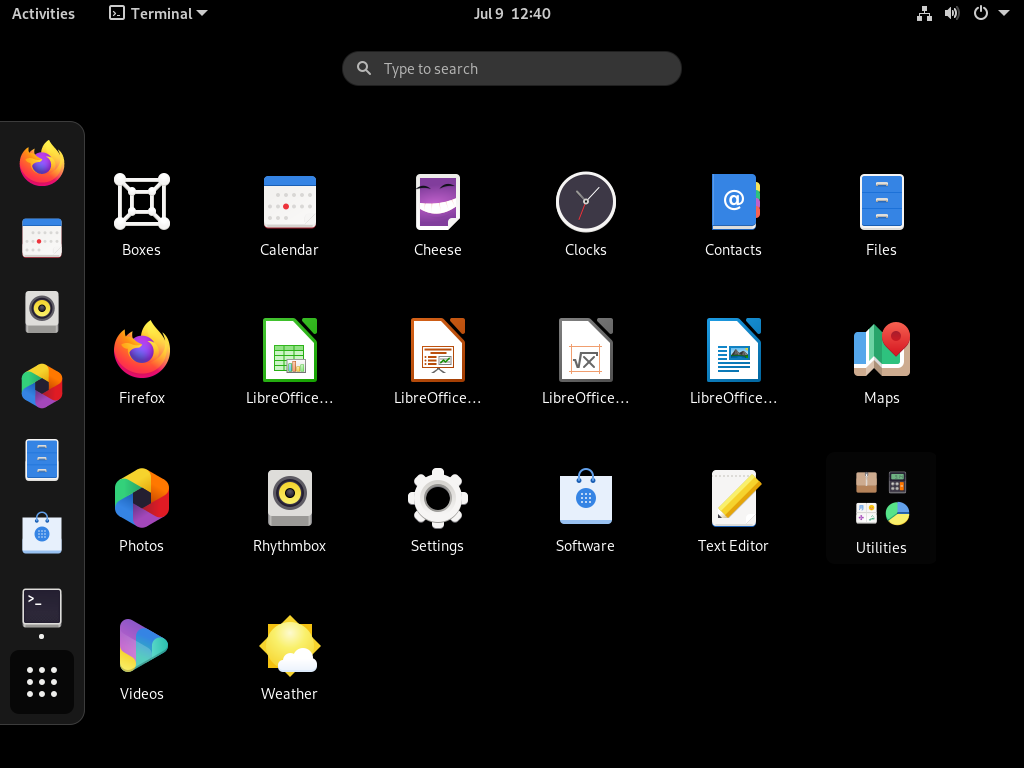 Activities
Terminal
Jul 9 12:40
Type to search
Boxes
Calendar
Cheese
Clocks
Contacts
Files
Firefox
LibreOffice…
LibreOffice…
LibreOffice…
LibreOffice…
Maps
Photos
Rhythmbox
Settings
Software
Text Editor
Utilities
Videos
Weather